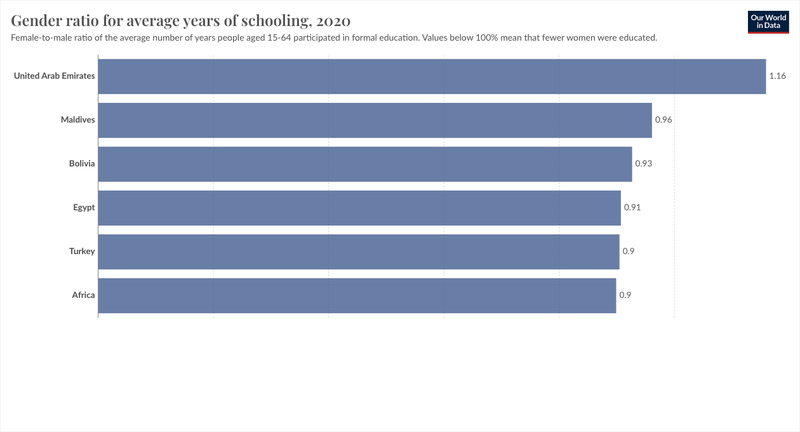 Gender ratio for average years of schooling, 2020
Our World
in Data
Female-to-male ratio of the average number of years people aged 15-64 participated in formal education. Values below 100% mean that fewer women were educated.
United Arab Emirates 1.16
Maldives 0.96
Bolivia 0.93
Egypt 0.91
Turkey 0.9
Africa 0.9